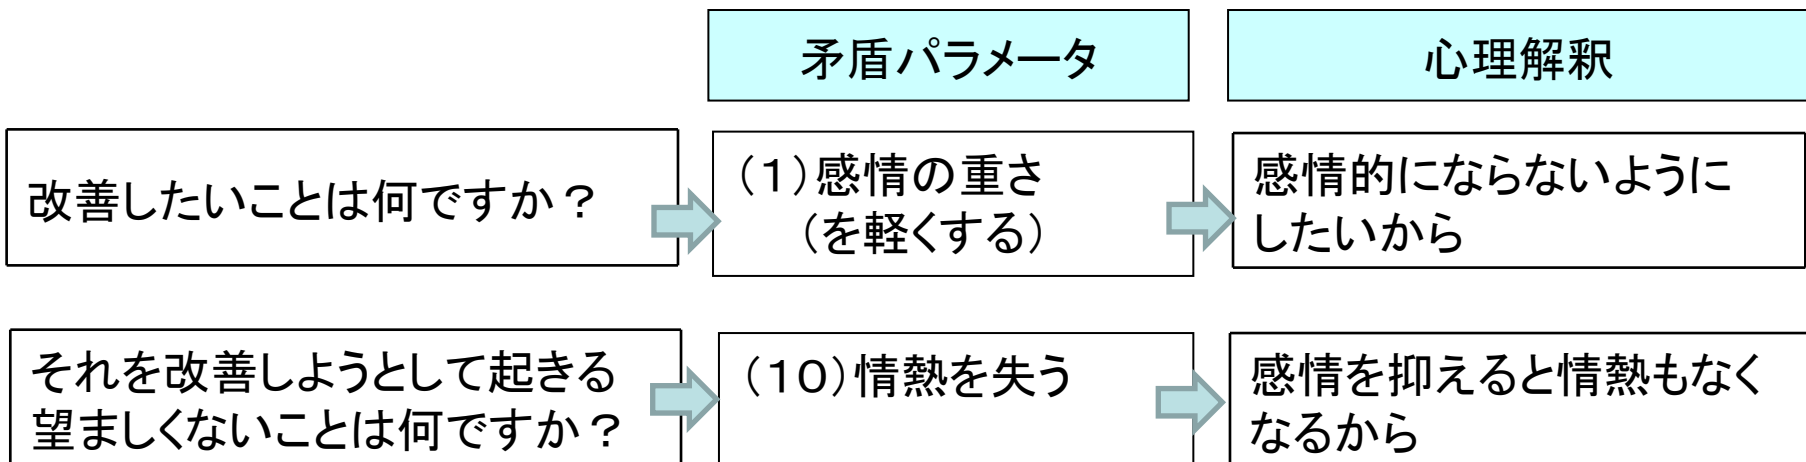 矛盾パラメータ
心理解釈
改善したいことは何ですか？
(１)感情の重さ
(を軽くする)
感情的にならないように
したいから
それを改善しようとして起きる
望ましくないことは何ですか？
(１０)情熱を失う
感情を抑えると情熱もなく
なるから